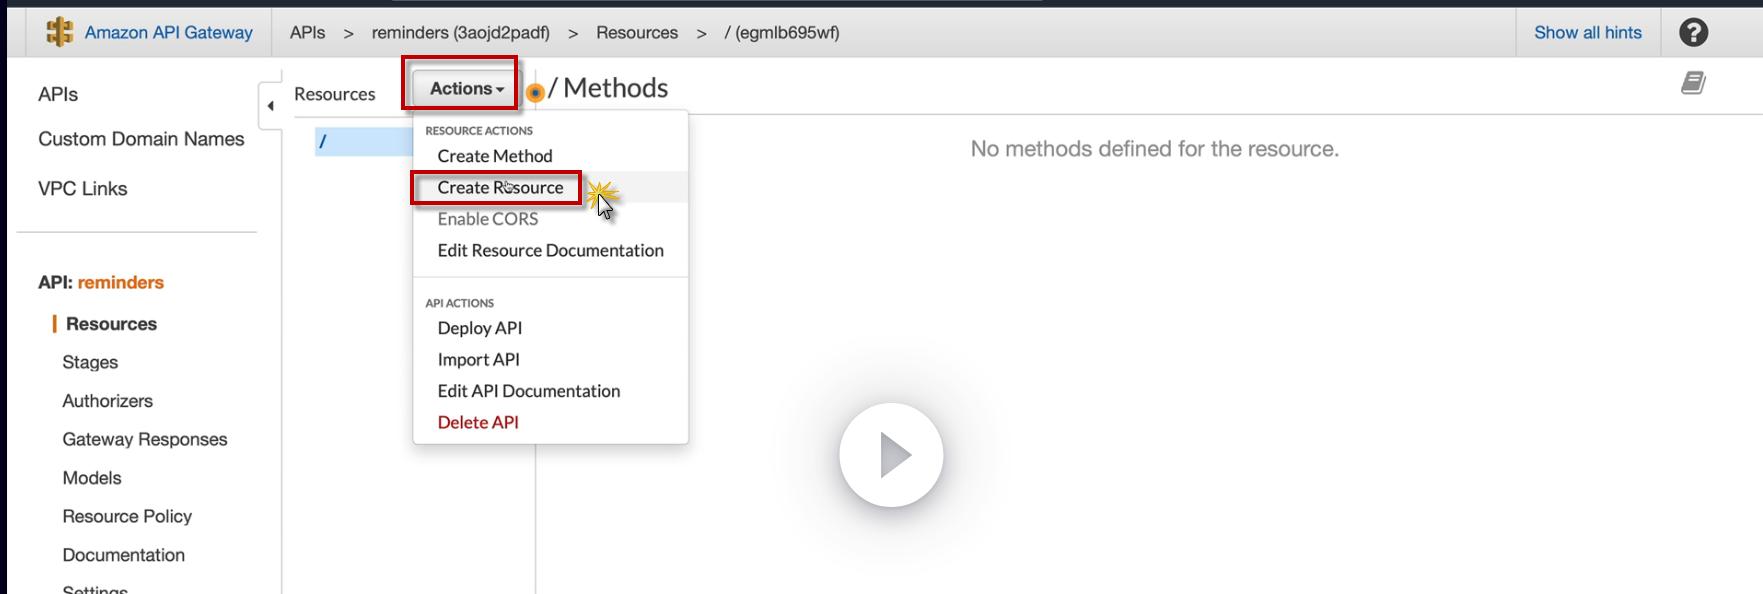 Amazon API Gateway
APIs > reminders (3aojd2padf) > Resources > / (egmlb695wf)
Show all hints
?
APIs
Custom Domain Names
VPC Links
API: reminders
Resources
Stages
Authorizers
Gateway Responses
Models
Resource Policy
Documentation
Settings
Resources
Actions
/
RESOURCE ACTIONS
Create Method
Create Resource
Enable CORS
Edit Resource Documentation
API ACTIONS
Deploy API
Import API
Edit API Documentation
Delete API
/ Methods
No methods defined for the resource.